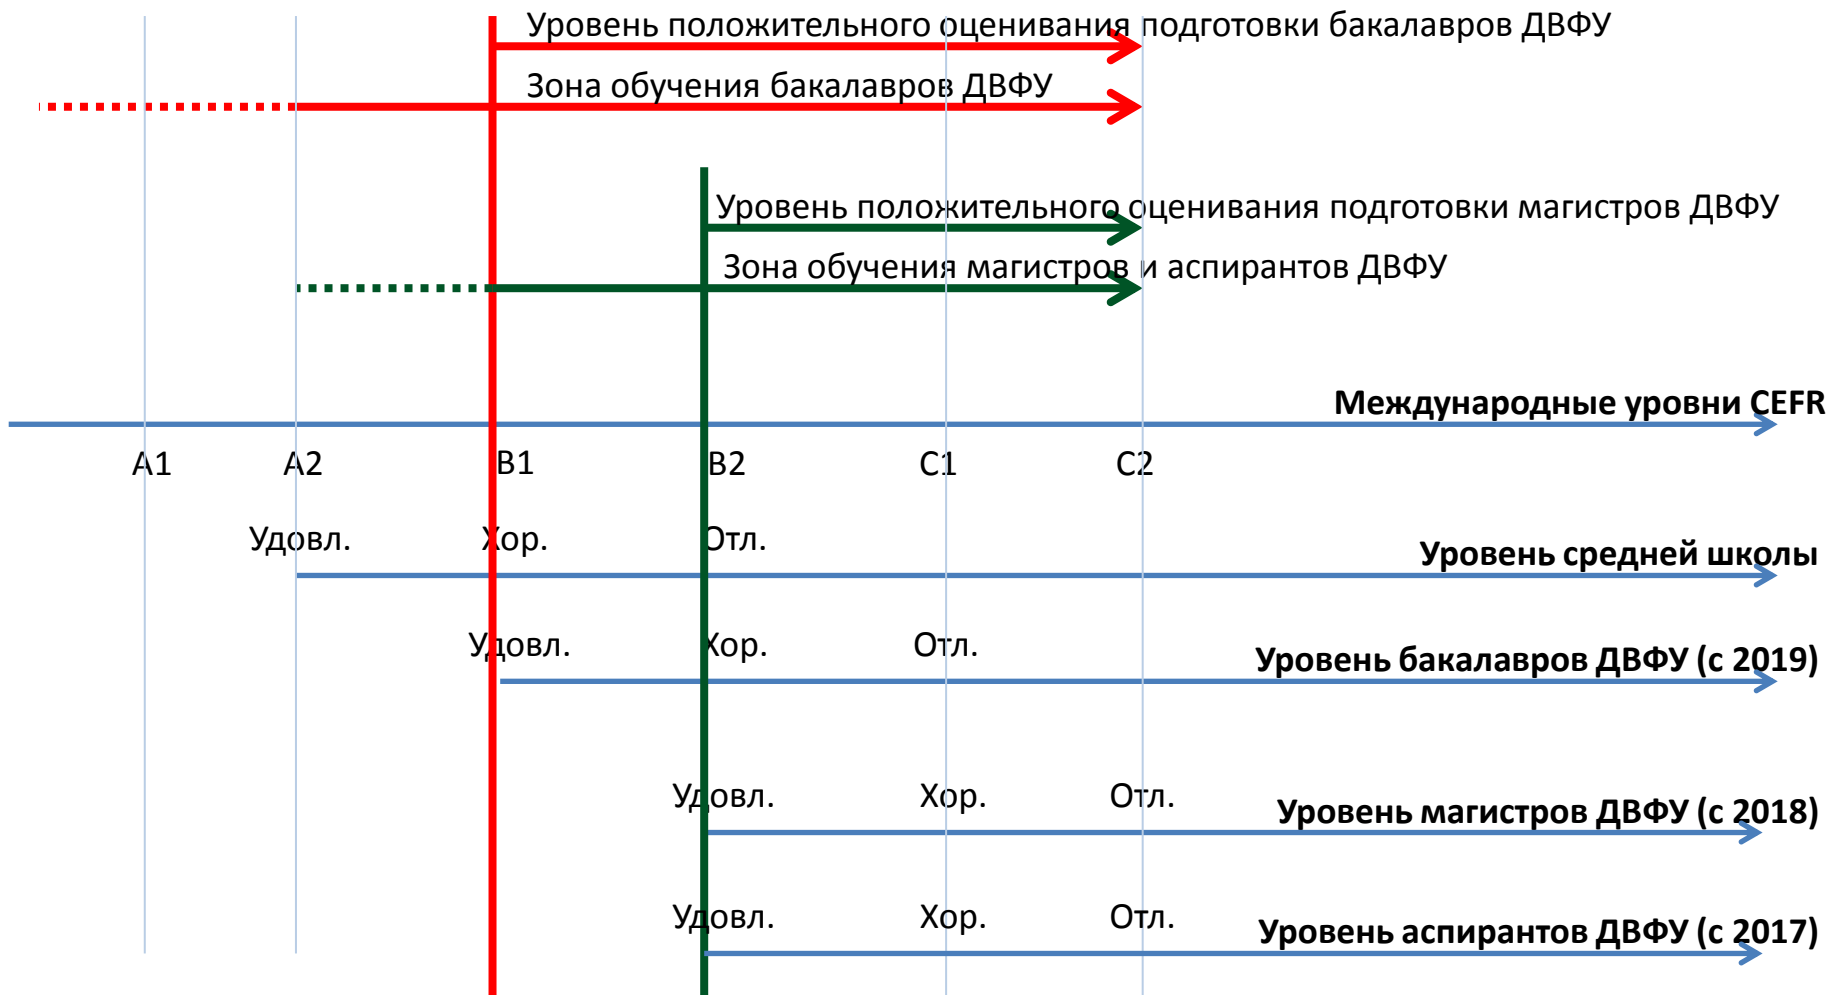 Уровень положительного оценивания подготовки бакалавров ДВФУ
Зона обучения бакалавров ДВФУ
Уровень положительного оценивания подготовки магистров ДВФУ
Зона обучения магистров и аспирантов ДВФУ
Международные уровни CEFR
A1 A2 B1 B2 C1 C2
Удовл. Хор. Отл.
Уровень средней школы
Удовл. Хор. Отл.
Уровень бакалавров ДВФУ (с 2019)
Удовл. Хор. Отл.
Уровень магистров ДВФУ (с 2018)
Удовл. Хор. Отл.
Уровень аспирантов ДВФУ (с 2017)